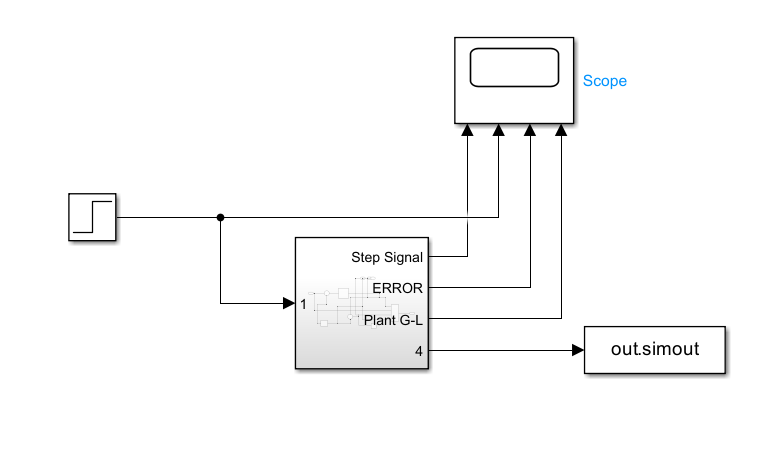 Scope
Step Signal
ERROR
1
Plant G-L
4
out.simout